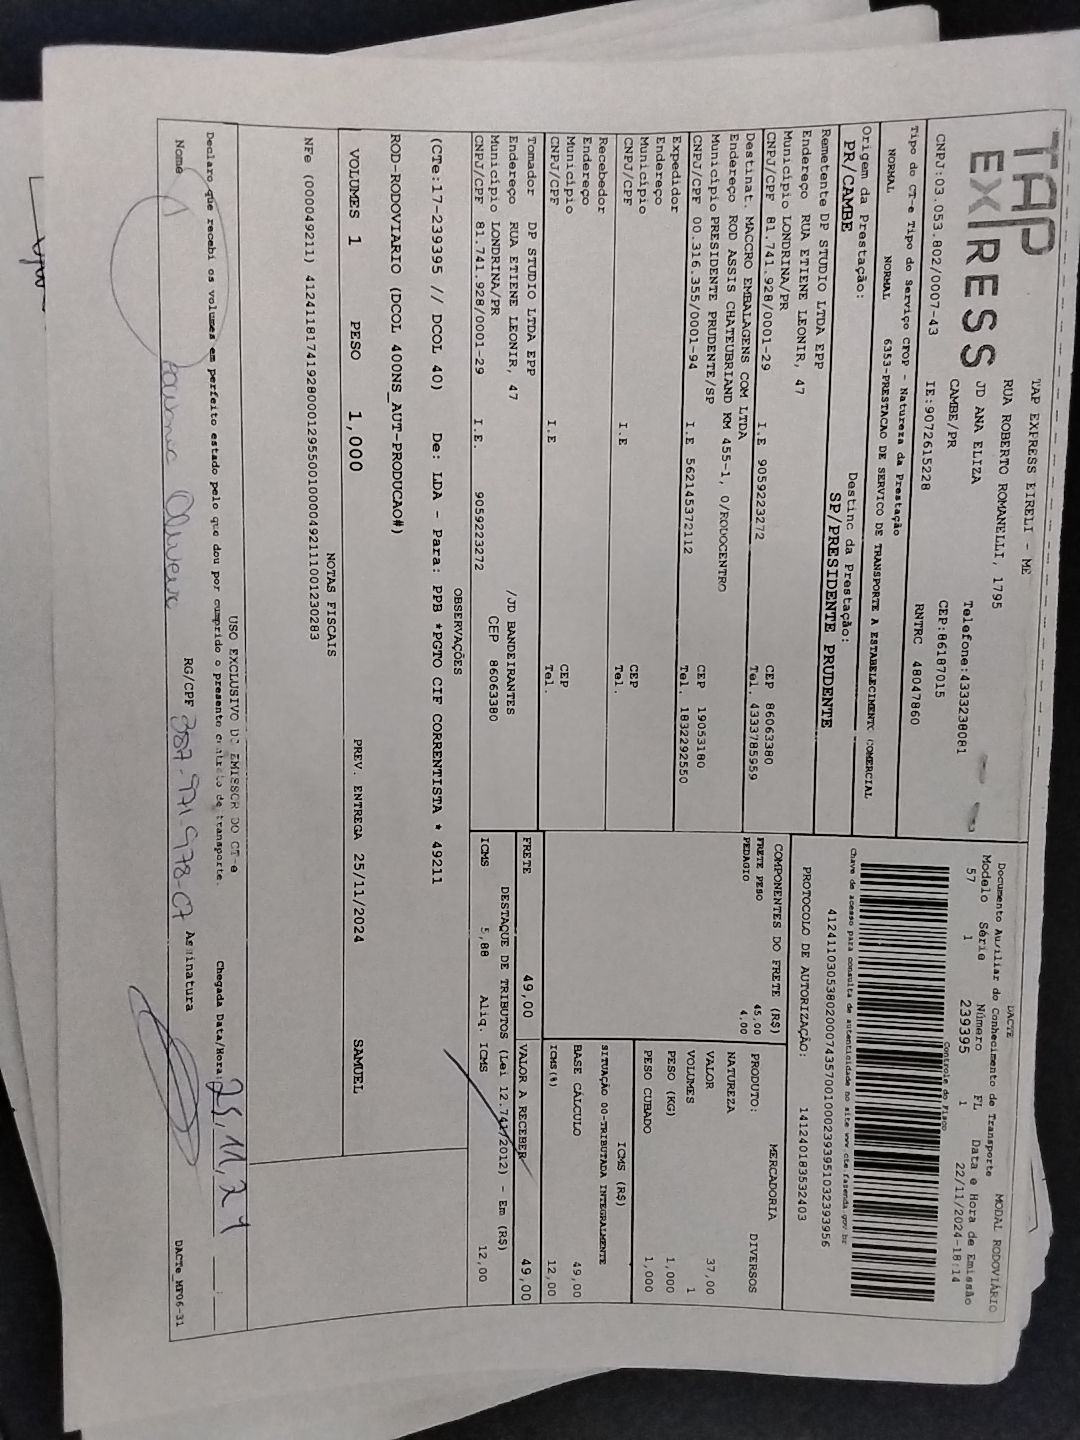 TAP
EXPRESS
TAP EXPRESS EIRELI - ME
RUA ROBERTO ROMANELLI, 1795
JD ANA ELIZA
Telefone:4333238081
CAMBE/PR
CEP:86187015
CNPJ:03.053.802/0007-43
IE:9072615228
RNTRC 48047860
Tipo do CT-e Tipo do Serviço CFOP - Natureza da Prestação
NORMAL NORMAL 6353-PRESTACAO DE SERVICO DE TRANSPORTE A ESTABELECIMENTO COMERCIAL
Origem da Prestação:
Destino da Prestação:
PR/CAMBE
SP/PRESIDENTE PRUDENTE
Remetente DP STUDIO LTDA EPP
Endereço RUA ETIENE LEONIR, 47
Município LONDRINA/PR
CEP 86063380
CNPJ/CPF 81.741.928/0001-29 I.E 9059223272
Tel. 4333785959
Destinat. MACCRO EMBALAGENS COM LTDA
Endereço ROD ASSIS CHATEUBRIAND KM 455-1, 0/RODOCENTRO
Município PRESIDENTE PRUDENTE/SP
CEP 19053180
CNPJ/CPF 00.316.355/0001-94 I.E 562145372112
Tel. 1832292550
Expedidor
Endereço
Município
CEP
CNPJ/CPF I.E
Tel.
Recebedor
Endereço
Município
CEP
CNPJ/CPF I.E
Tel.
Tomador DP STUDIO LTDA EPP
Endereço RUA ETIENE LEONIR, 47 /JD BANDEIRANTES
Município LONDRINA/PR CEP 86063380
CNPJ/CPF 81.741.928/0001-29 I.E. 9059223272
DACTE
MODAL RODOVIÁRIO
Documento Auxiliar do Conhecimento de Transporte
Modelo Série Número FL Data e Hora de Emissão
57 1 239395 1 22/11/2024-18:14
Controle do Fisco
Chave de acesso para consulta de autenticidade no site www.cte.fazenda.gov.br
41241103053802000743570010002393951032393956
PROTOCOLO DE AUTORIZAÇÃO: 141240183532403
COMPONENTES DO FRETE (R$)
FRETE PESO 45,00
PEDAGIO 4,00
MERCADORIA
PRODUTO: DIVERSOS
NATUREZA
VALOR 37,00
VOLUMES 1
PESO (KG) 1,000
PESO CUBADO 1,000
ICMS (R$)
SITUAÇÃO 00-TRIBUTADA INTEGRALMENTE
BASE CÁLCULO 49,00
ICMS(%) 12,00
FRETE 49,00 VALOR A RECEBER 49,00
DESTAQUE DE TRIBUTOS (Lei 12.741/2012) - Em (R$)
ICMS 5,88 Aliq. ICMS 12,00
OBSERVAÇÕES
(CTe:17-239395 // DCOL 40) De: LDA - Para: PPB *PGTO CIF CORRENTISTA * 49211
ROD-RODOVIARIO (DCOL 400NS_AUT-PRODUCAO#)
VOLUMES 1 PESO 1,000 PREV. ENTREGA 25/11/2024 SAMUEL
NOTAS FISCAIS
NFe (000049211) 41241181741928000129550010000492111001230283
USO EXCLUSIVO DO EMISSOR DO CT-e
Declaro que recebi os volumes em perfeito estado pelo que dou por cumprido o presente contrato de transporte.
Chegada Data/Hora 25,11,24
Nome Oliveira RG/CPF 387.971978-07 Assinatura
DACTe_MF06-31